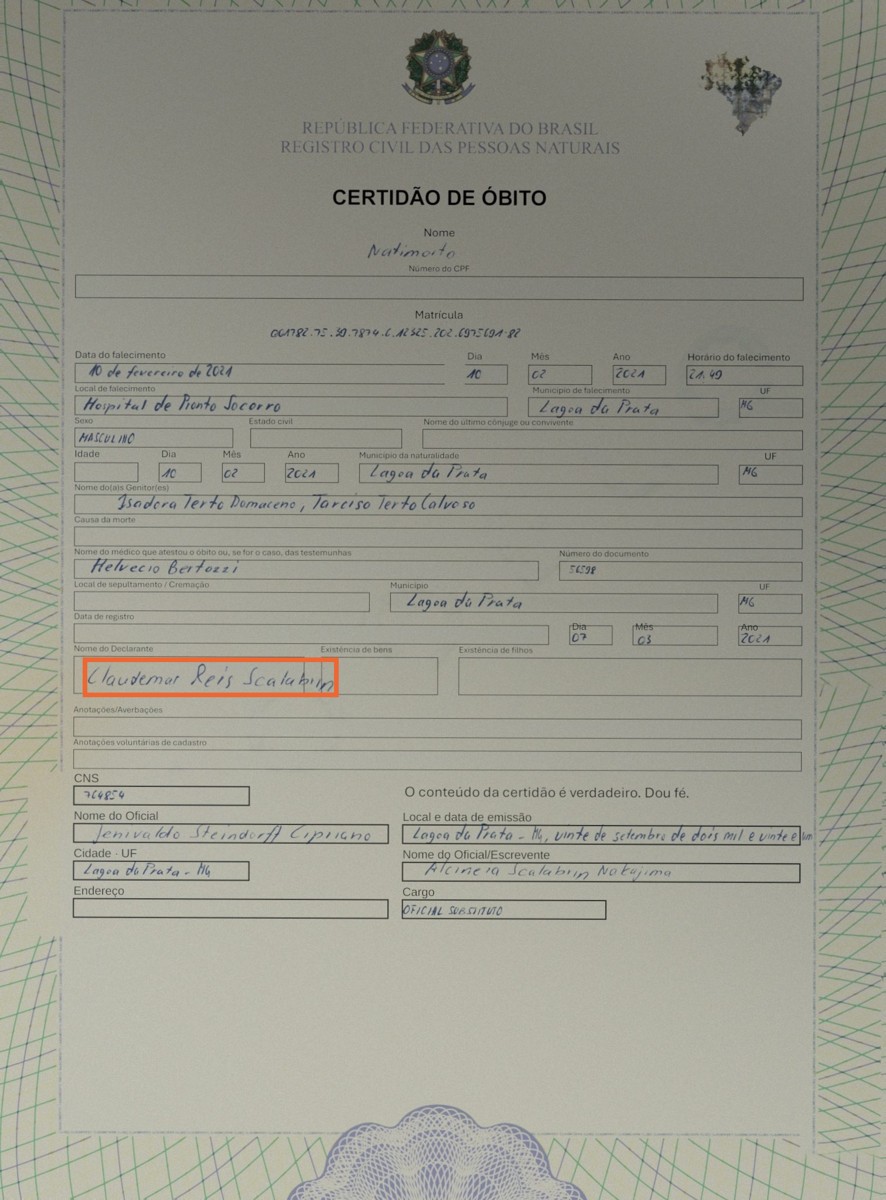 REPÚBLICA FEDERATIVA DO BRASIL
REGISTRO CIVIL DAS PESSOAS NATURAIS
CERTIDÃO DE ÓBITO
Nome
Natimorto
Número do CPF
Matrícula
Data do falecimento Dia Mês Ano Horário do falecimento
10 de fevereiro de 2021 10 02 2021 21.49
Local de falecimento Município de falecimento UF
Hospital de Pronto Socorro Lagoa da Prata MG
Sexo Estado civil Nome do último cônjuge ou convivente
MASCULINO
Idade Dia Mês Ano Município da naturalidade UF
10 02 2021 Lagoa da Prata MG
Nome do(a)s Genitor(es)
Isadora Terto Domaceno, Tarciso Terto Calvoso
Causa da morte
Nome do médico que atestou o óbito ou, se for o caso, das testemunhas Número do documento
Helvecio Bertozzi 56598
Local de sepultamento / Cremação Município UF
Lagoa da Prata MG
Data de registro Dia Mês Ano
07 03 2021
Nome do Declarante Existência de bens Existência de filhos
Claudemar Reis Scalabrin
Anotações/Averbações
Anotações voluntárias de cadastro
CNS
764854 O conteúdo da certidão é verdadeiro. Dou fé.
Nome do Oficial Local e data de emissão
Jenivaldo Steindorff Cipriano Lagoa da Prata - MG, vinte de setembro de dois mil e vinte e um
Cidade - UF Nome do Oficial/Escrevente
Lagoa da Prata - MG Alcineia Scalabrin Nakajima
Endereço Cargo
OFICIAL SUBSTITUTO